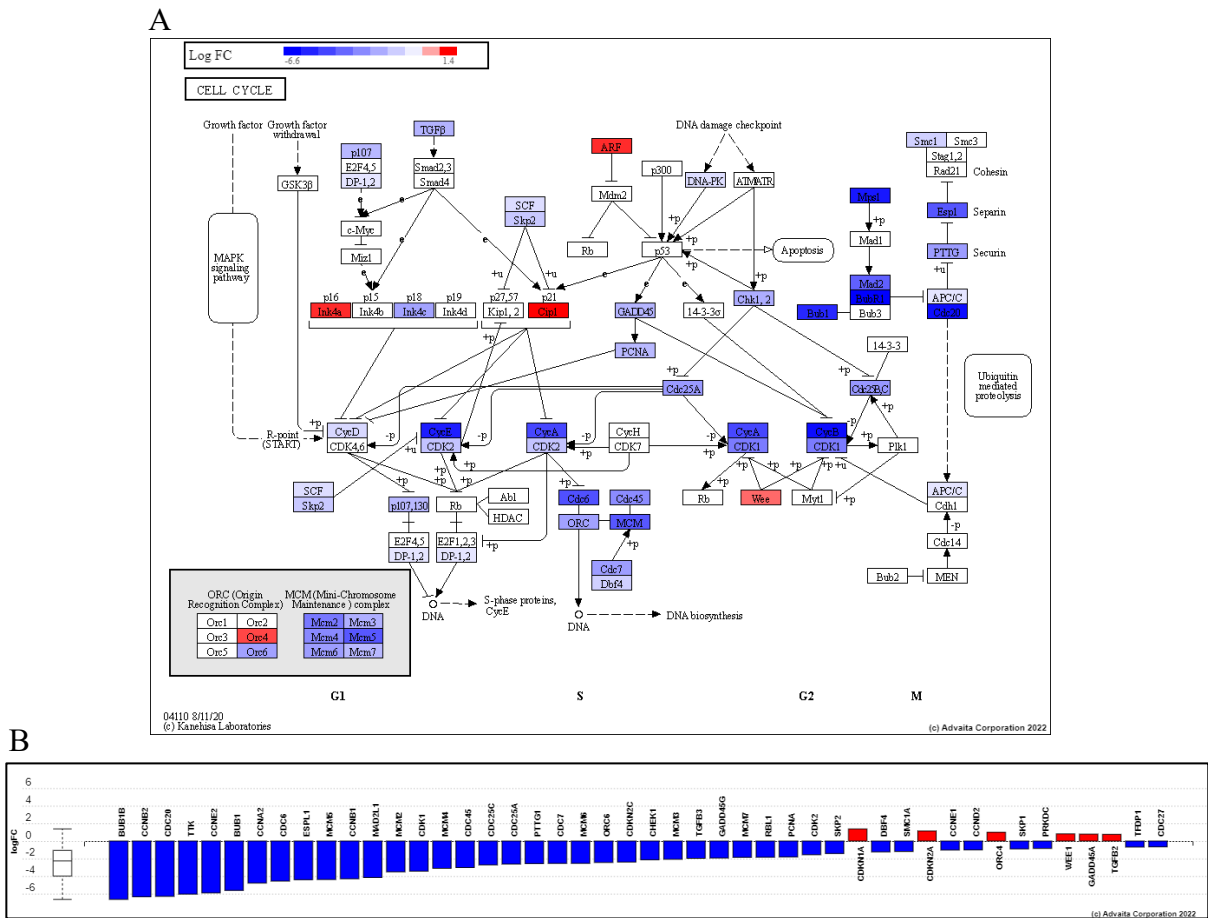 A
Log FC
-6.6
1.4
CELL CYCLE
Growth factor
Growth factor
withdrawal
TGFβ
DNA damage checkpoint
ARF
p300
p107
E2F4,5
DP-1,2
Smad2,3
Smad4
GSK3β
Mdm2
DNA-PK
ATM/ATR
Smc1
Smc3
Stag1,2
Rad21
Cohesin
Mps1
+p
Mad1
Esp1
Separin
PTTG
Securin
+u
SCF
Skp2
e
e
e
e
e
e
c-Myc
Miz1
Rb
p53
+p
+p
+p
+p
Apoptosis
MAPK
signaling
pathway
+u
+u
p16
p15
p18
p19
p27,57
p21
Ink4a
Ink4b
Ink4c
Ink4d
Kip1, 2
Cip1
GADD45
14-3-3σ
Chk1, 2
Mad2
BubR1
Bub3
Bub1
APC/C
Cdc20
+p
PCNA
14-3-3
Ubiquitin
mediated
proteolysis
+p
+p
Cdc25A
Cdc25B,C
R-point
(START)
+p
CycD
CDK4,6
-p
+u
CycE
CDK2
-p
CycA
CDK2
-p
CycH
CDK7
+p
-p
CycA
CDK1
CycB
CDK1
-p
+p
Plk1
+p
+p
+p
+p
+p
+p
+p
+p
+p
+u
SCF
Skp2
p107,130
Rb
Abl
HDAC
Cdc6
Cdc45
ORC
MCM
Rb
Wee
Myt1
+p
APC/C
Cdh1
-p
Cdc14
E2F4,5
DP-1,2
E2F1,2,3
DP-1,2
+p
+p
Cdc7
Dbf4
Bub2
MEN
ORC (Origin
Recognition Complex)
MCM (Mini-Chromosome
Maintenance ) complex
Orc1
Orc2
Orc3
Orc4
Orc5
Orc6
Mcm2
Mcm3
Mcm4
Mcm5
Mcm6
Mcm7
DNA
S-phase proteins,
CycE
DNA
DNA biosynthesis
G1
S
G2
M
04110 8/11/20
(c) Kanehisa Laboratories
(c) Advaita Corporation 2022
B
logFC
6
4
2
0
-2
-4
-6
BUB1B
CCNB2
CDC20
TTK
CCNE2
BUB1
CCNA2
CDC6
ESPL1
MCM5
CCNB1
MAD2L1
MCM2
CDK1
MCM4
CDC45
CDC25C
CDC25A
PTTG1
CDC7
MCM6
ORC6
CDKN2C
CHEK1
MCM3
TGFB3
GADD45G
MCM7
RBL1
PCNA
CDK2
SKP2
CDKN1A
DBF4
SMC1A
CDKN2A
CCNE1
CCND2
ORC4
SKP1
PRKDC
WEE1
GADD45A
TGFB2
TFDP1
CDC27
(c) Advaita Corporation 2022